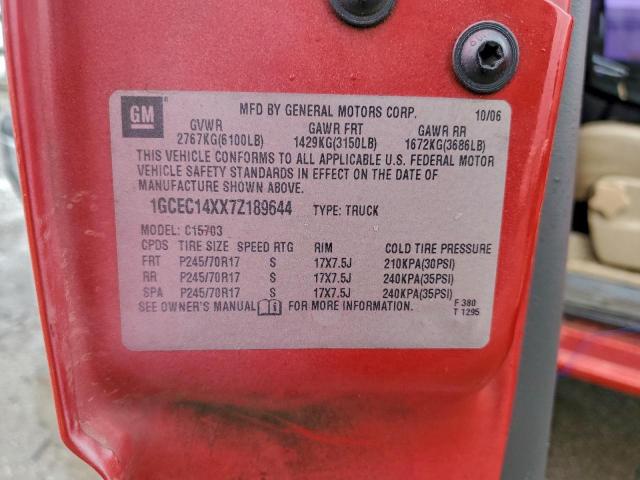 GM
MFD BY GENERAL MOTORS CORP. 10/06
GVWR GAWR FRT GAWR RR
2767KG(6100LB) 1429KG(3150LB) 1672KG(3686LB)
THIS VEHICLE CONFORMS TO ALL APPLICABLE U.S. FEDERAL MOTOR
VEHICLE SAFETY STANDARDS IN EFFECT ON THE DATE OF
MANUFACTURE SHOWN ABOVE.
1GCEC14XX7Z189644 TYPE: TRUCK
MODEL: C15703
CPDS TIRE SIZE SPEED RTG RIM COLD TIRE PRESSURE
FRT P245/70R17 S 17X7.5J 210KPA(30PSI)
RR P245/70R17 S 17X7.5J 240KPA(35PSI)
SPA P245/70R17 S 17X7.5J 240KPA(35PSI)
SEE OWNER'S MANUAL FOR MORE INFORMATION. F 380
T 1295